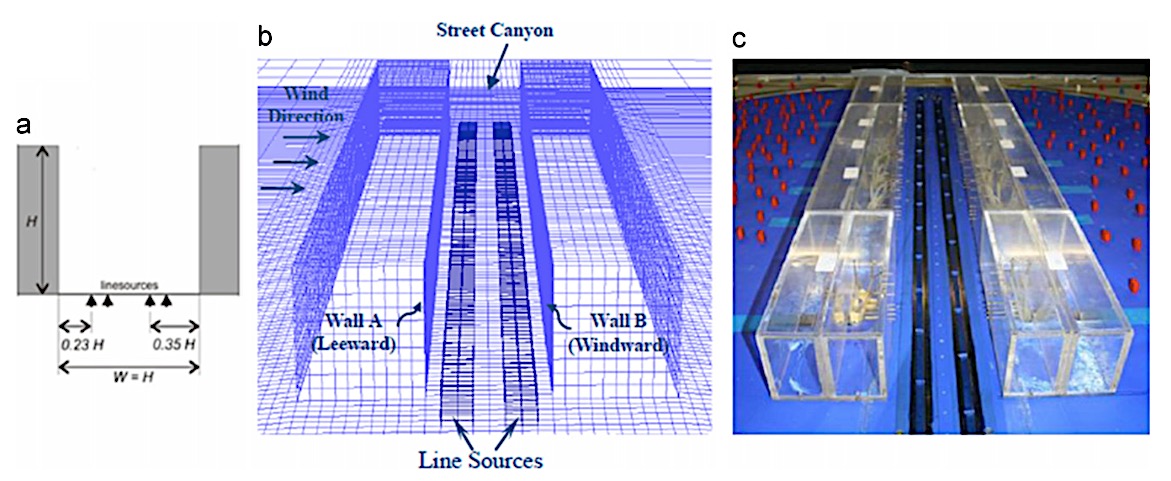 a
H
linesources
0.23 H
0.35 H
W = H
b
Street Canyon
Wind
Direction
Wall A
(Leeward)
Wall B
(Windward)
Line Sources
c